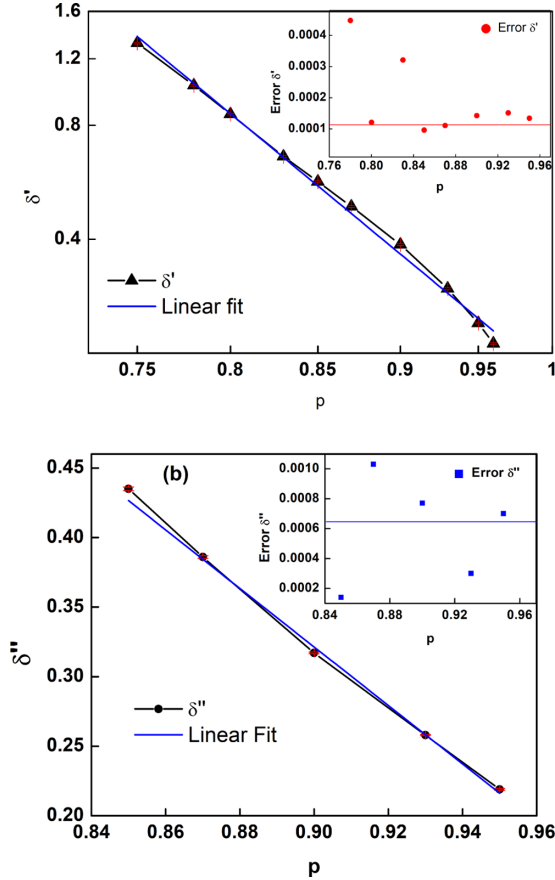 1.6
1.2
0.8
0.4
δ'
0.75
0.8
0.85
0.9
0.95
1
p
δ'
Linear fit
0.0004
0.0003
0.0002
0.0001
Error δ'
0.76
0.80
0.84
0.88
0.92
0.96
p
Error δ'
(b)
0.45
0.40
0.35
0.30
0.25
0.20
δ"
0.84
0.86
0.88
0.90
0.92
0.94
0.96
p
δ"
Linear Fit
0.0010
0.0008
0.0006
0.0004
0.0002
Error δ"
0.84
0.88
0.92
0.96
p
Error δ"